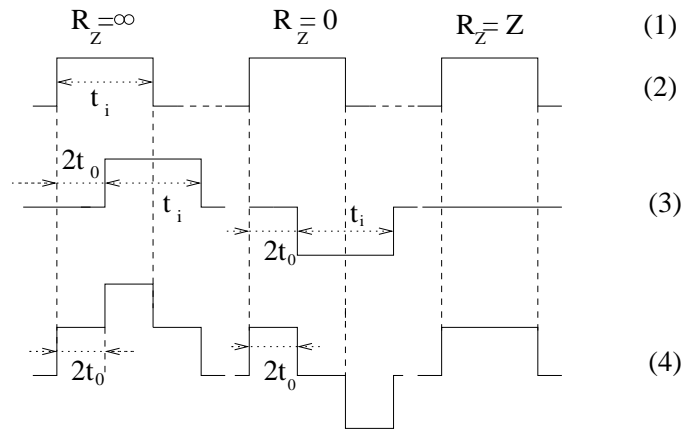 R_Z=∞ R_Z=0 R_Z=Z (1)
t_i (2)
2t_0
t_i t_i (3)
2t_0
2t_0 2t_0 (4)